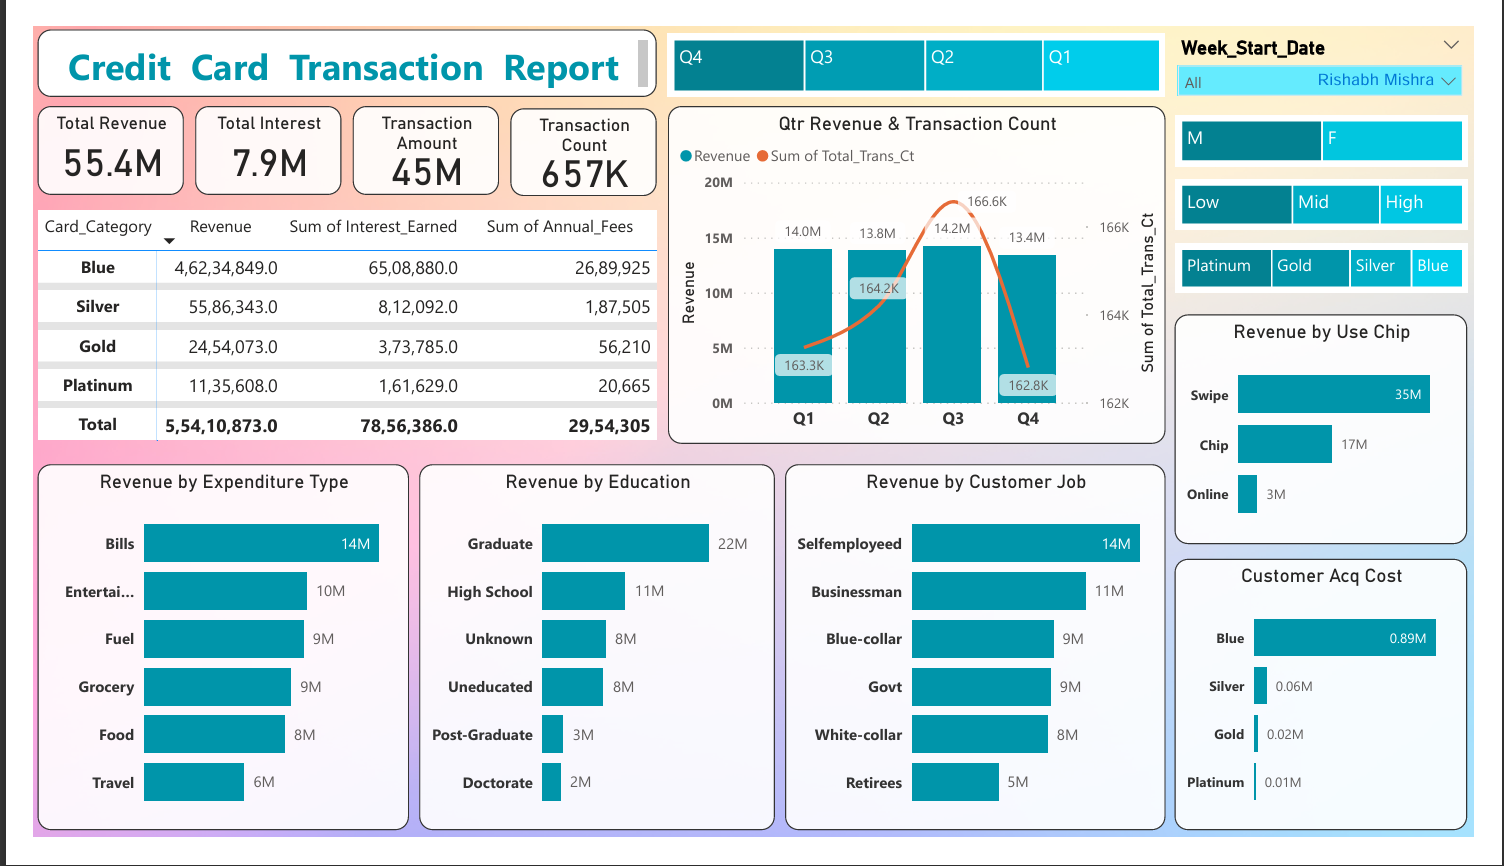 Credit Card Transaction Report
Q4 Q3 Q2 Q1
Week_Start_Date
All Rishabh Mishra
M F
Low Mid High
Platinum Gold Silver Blue
Total Revenue
55.4M
Total Interest
7.9M
Transaction
Amount
45M
Transaction
Count
657K
Card_Category Revenue Sum of Interest_Earned Sum of Annual_Fees
Blue 4,62,34,849.0 65,08,880.0 26,89,925
Silver 55,86,343.0 8,12,092.0 1,87,505
Gold 24,54,073.0 3,73,785.0 56,210
Platinum 11,35,608.0 1,61,629.0 20,665
Total 5,54,10,873.0 78,56,386.0 29,54,305
Qtr Revenue & Transaction Count
Revenue Sum of Total_Trans_Ct
Revenue
20M
15M
10M
5M
0M
14.0M 13.8M 14.2M 13.4M
163.3K 164.2K 166.6K 162.8K
Q1 Q2 Q3 Q4
166K
164K
162K
Sum of Total_Trans_Ct
Revenue by Use Chip
Swipe 35M
Chip 17M
Online 3M
Revenue by Expenditure Type
Bills 14M
Entertai... 10M
Fuel 9M
Grocery 9M
Food 8M
Travel 6M
Revenue by Education
Graduate 22M
High School 11M
Unknown 8M
Uneducated 8M
Post-Graduate 3M
Doctorate 2M
Revenue by Customer Job
Selfemployeed 14M
Businessman 11M
Blue-collar 9M
Govt 9M
White-collar 8M
Retirees 5M
Customer Acq Cost
Blue 0.89M
Silver 0.06M
Gold 0.02M
Platinum 0.01M